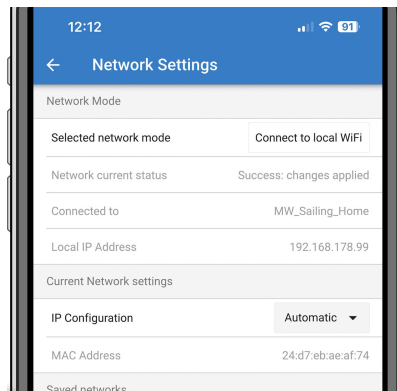 12:12
91
Network Settings
Network Mode
Selected network mode Connect to local WiFi
Network current status Success: changes applied
Connected to MW_Sailing_Home
Local IP Address 192.168.178.99
Current Network settings
IP Configuration Automatic
MAC Address 24:d7:eb:ae:af:74
Saved networks